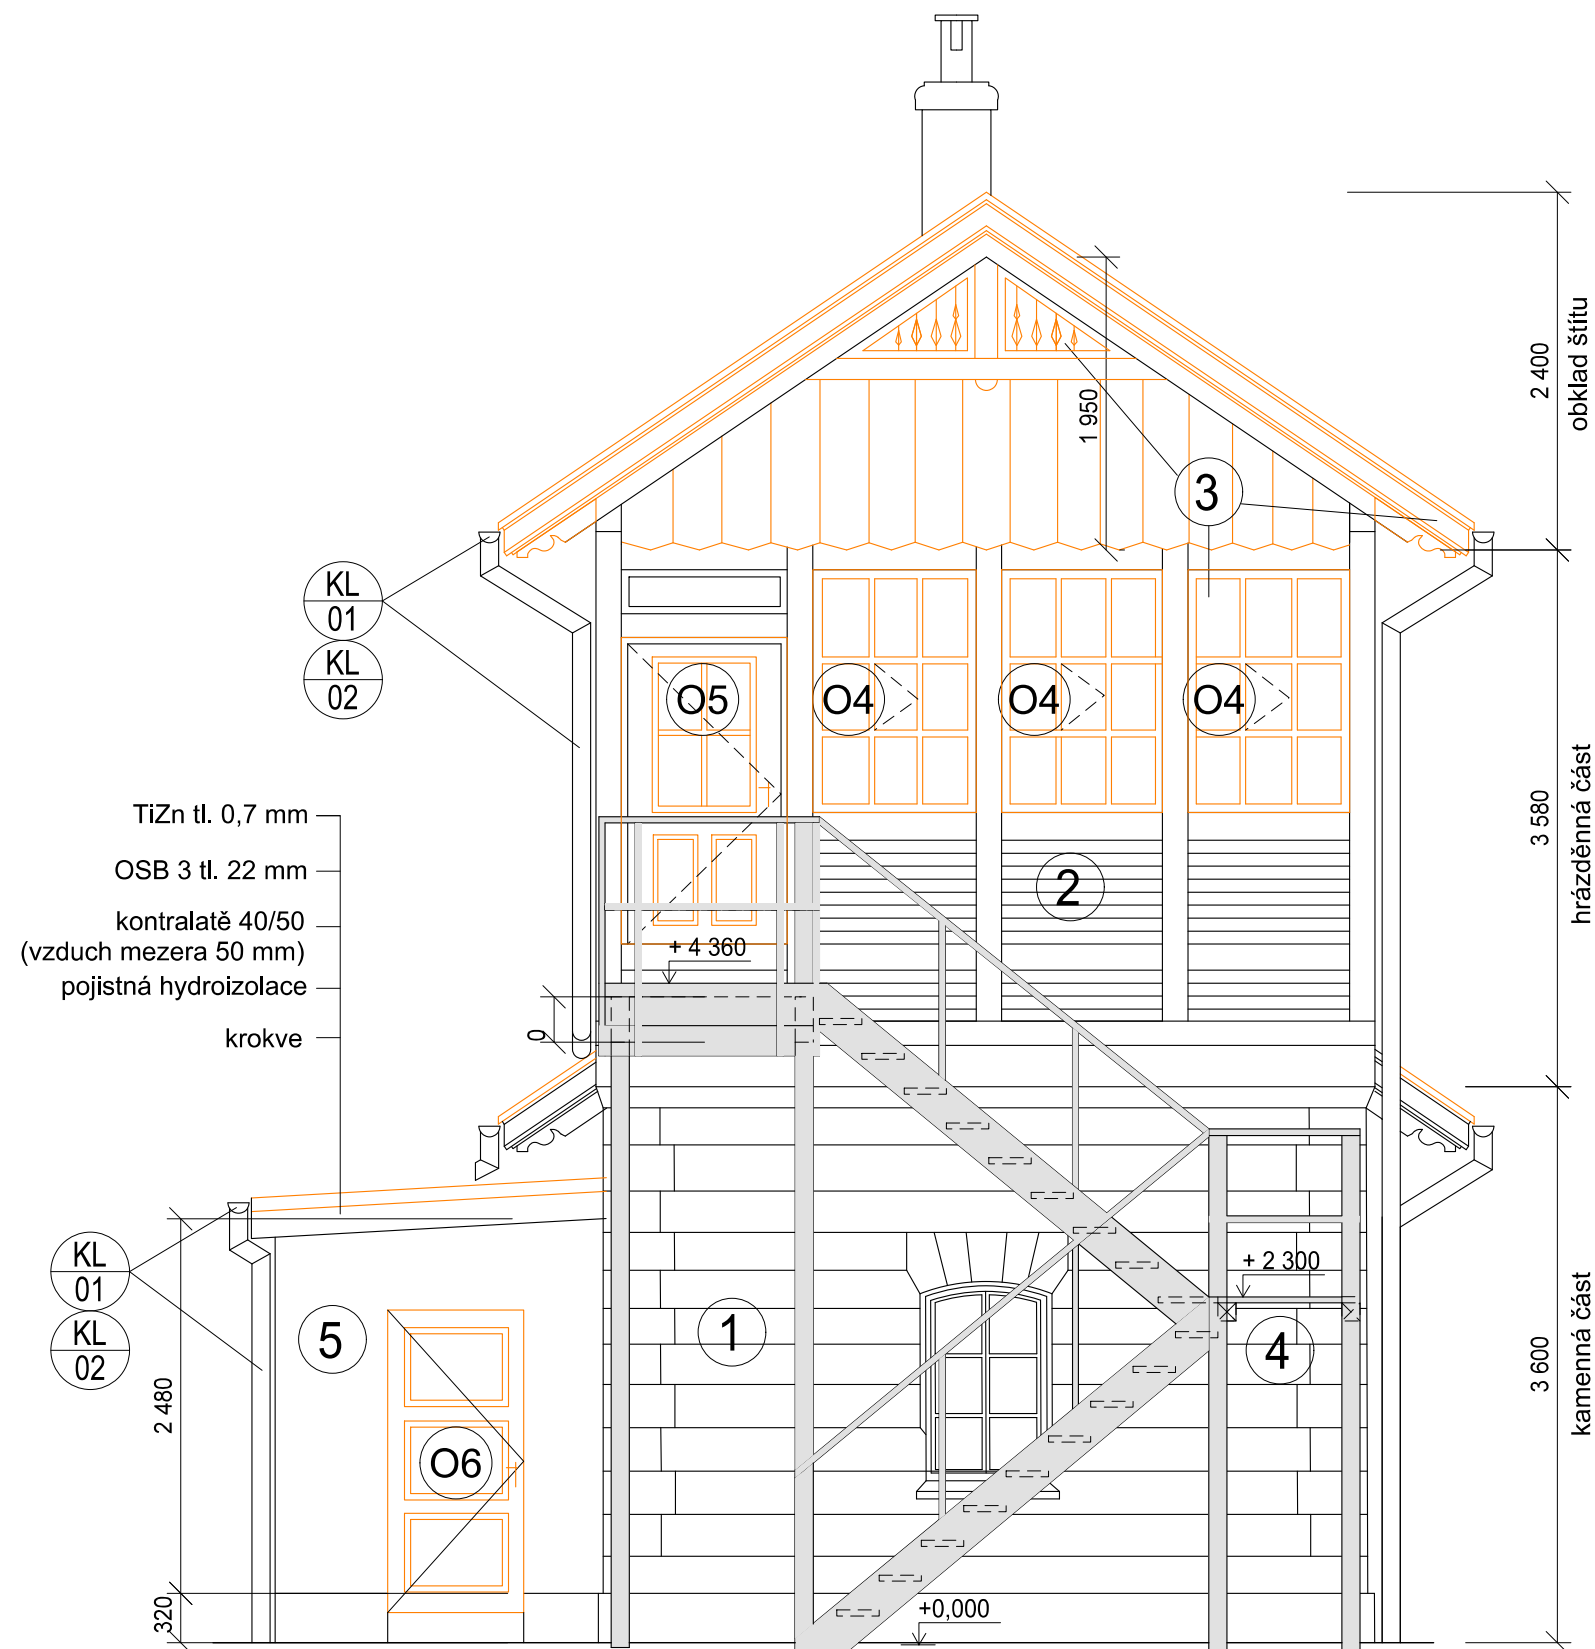 2 400
obklad štítu
1 950
3
KL
01
KL
02
O5
O4
O4
O4
3 580
hrázděnná část
TiZn tl. 0,7 mm
OSB 3 tl. 22 mm
kontralatě 40/50
(vzduch mezera 50 mm)
pojistná hydroizolace
krokve
2
+ 4 360
0
KL
01
KL
02
+ 2 300
5
1
4
3 600
kamenná část
2 480
O6
320
+0,000